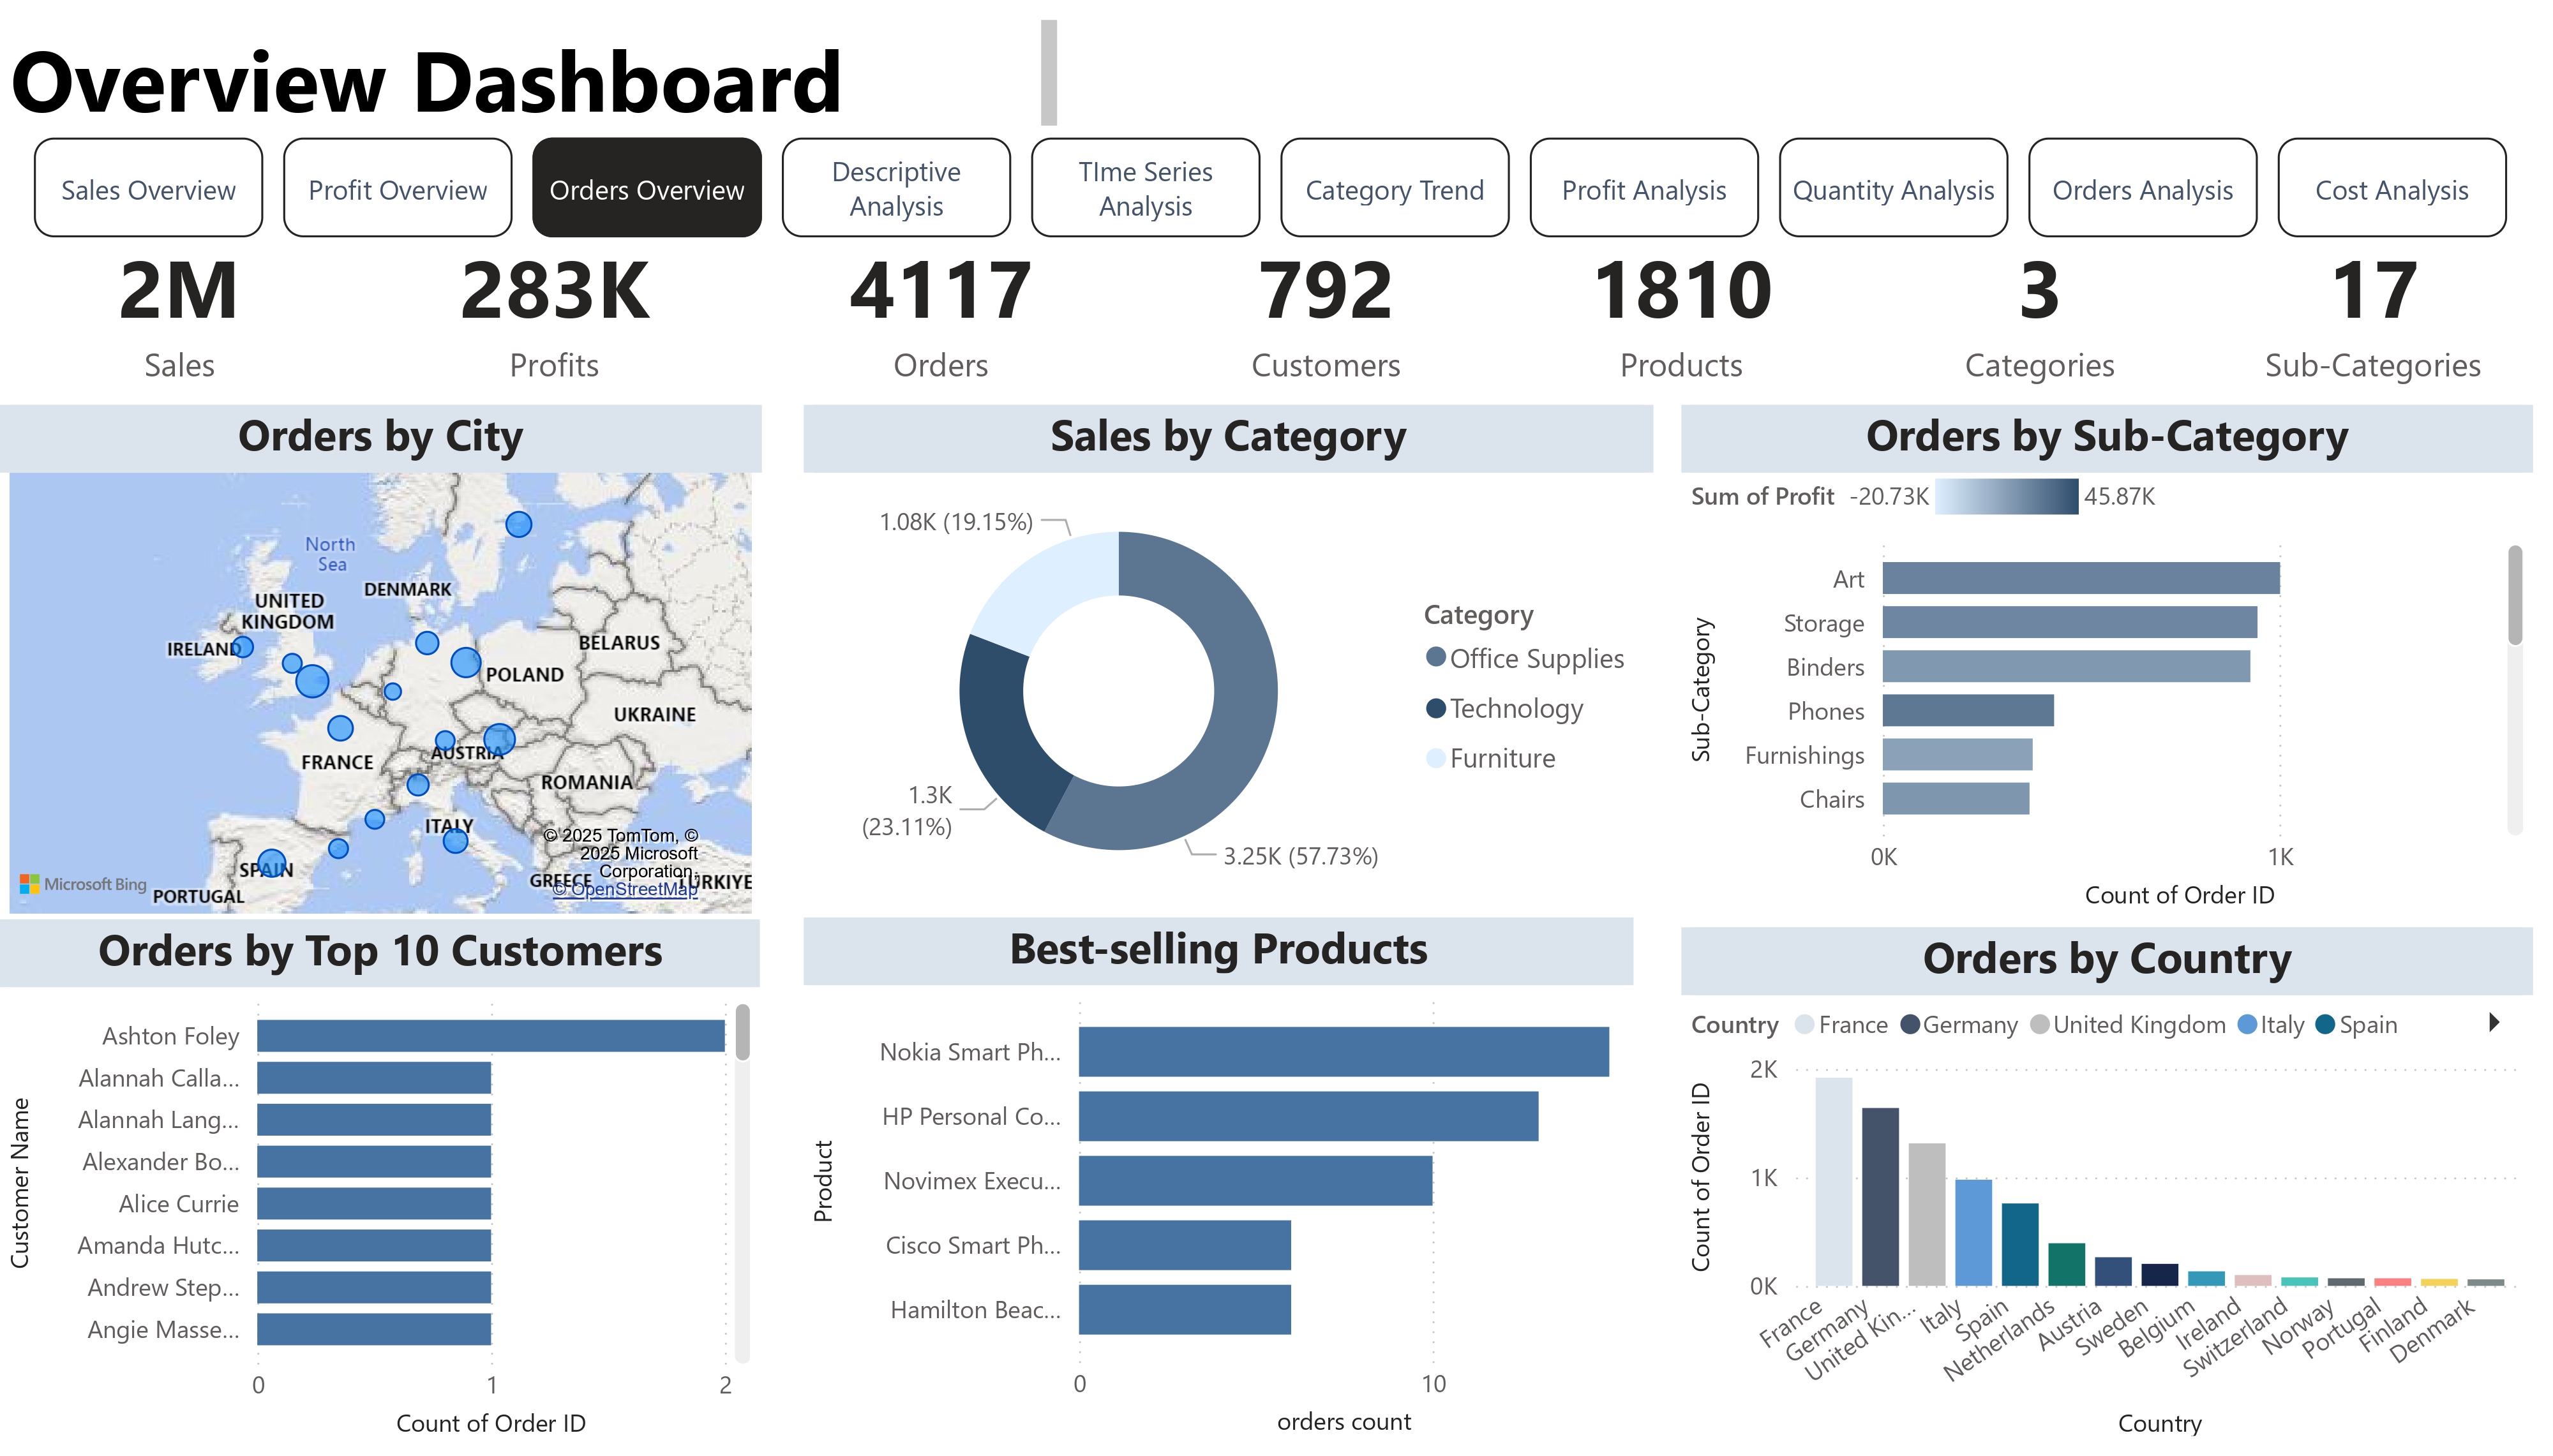 Overview Dashboard
Sales Overview
Profit Overview
Orders Overview
Descriptive
Analysis
TIme Series
Analysis
Category Trend
Profit Analysis
Quantity Analysis
Orders Analysis
Cost Analysis
2M
Sales
283K
Profits
4117
Orders
792
Customers
1810
Products
3
Categories
17
Sub-Categories
Orders by City
North
Sea
DENMARK
UNITED
KINGDOM
IRELAND
BELARUS
POLAND
UKRAINE
FRANCE
AUSTRIA
ROMANIA
ITALY
SPAIN
PORTUGAL
GREECE
TÜRKIYE
Microsoft Bing
© 2025 TomTom, ©
2025 Microsoft
Corporation,
© OpenStreetMap
Sales by Category
1.08K (19.15%)
1.3K
(23.11%)
3.25K (57.73%)
Category
Office Supplies
Technology
Furniture
Orders by Sub-Category
Sum of Profit -20.73K 45.87K
Sub-Category
Art
Storage
Binders
Phones
Furnishings
Chairs
0K 1K
Count of Order ID
Orders by Top 10 Customers
Customer Name
Ashton Foley
Alannah Calla...
Alannah Lang...
Alexander Bo...
Alice Currie
Amanda Hutc...
Andrew Step...
Angie Masse...
0 1 2
Count of Order ID
Best-selling Products
Product
Nokia Smart Ph...
HP Personal Co...
Novimex Execu...
Cisco Smart Ph...
Hamilton Beac...
0 10
orders count
Orders by Country
Country France Germany United Kingdom Italy Spain
Count of Order ID
2K
1K
0K
France
Germany
United Kin...
Italy
Spain
Netherlands
Austria
Sweden
Belgium
Ireland
Switzerland
Norway
Portugal
Finland
Denmark
Country